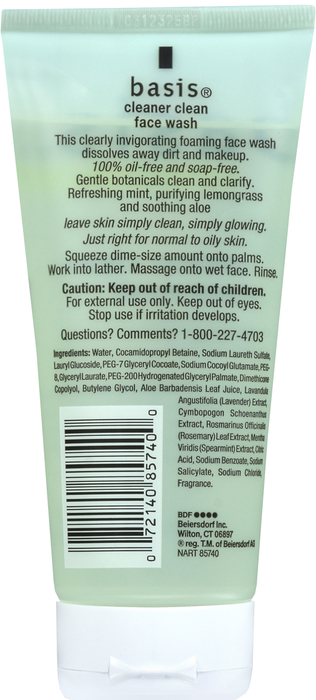 basis®
cleaner clean
face wash
This clearly invigorating foaming face wash
dissolves away dirt and makeup.
100% oil-free and soap-free.
Gentle botanicals clean and clarify.
Refreshing mint, purifying lemongrass
and soothing aloe
leave skin simply clean, simply glowing.
Just right for normal to oily skin.
Squeeze dime-size amount onto palms.
Work into lather. Massage onto wet face. Rinse.
Caution: Keep out of reach of children.
For external use only. Keep out of eyes.
Stop use if irritation develops.
Questions? Comments? 1-800-227-4703
Ingredients: Water, Cocamidopropyl Betaine, Sodium Laureth Sulfate,
Lauryl Glucoside, PEG-7 Glyceryl Cocoate, Sodium Cocoyl Glutamate, PEG-
8, Glyceryl Laurate, PEG-200 Hydrogenated Glyceryl Palmate, Dimethicone
Copolyol, Butylene Glycol, Aloe Barbadensis Leaf Juice, Lavandula
Angustifolia (Lavender) Extract,
Cymbopogon Schoenanthus
Extract, Rosmarinus Officinalis
(Rosemary) Leaf Extract, Mentha
Viridis (Spearmint) Extract, Citric
Acid, Sodium Benzoate, Sodium
Salicylate, Sodium Chloride,
Fragrance.
0 72140 85740 0
BDF ●●●●
Beiersdorf Inc.
Wilton, CT 06897
® reg. T.M. of Beiersdorf AG
NART 85740